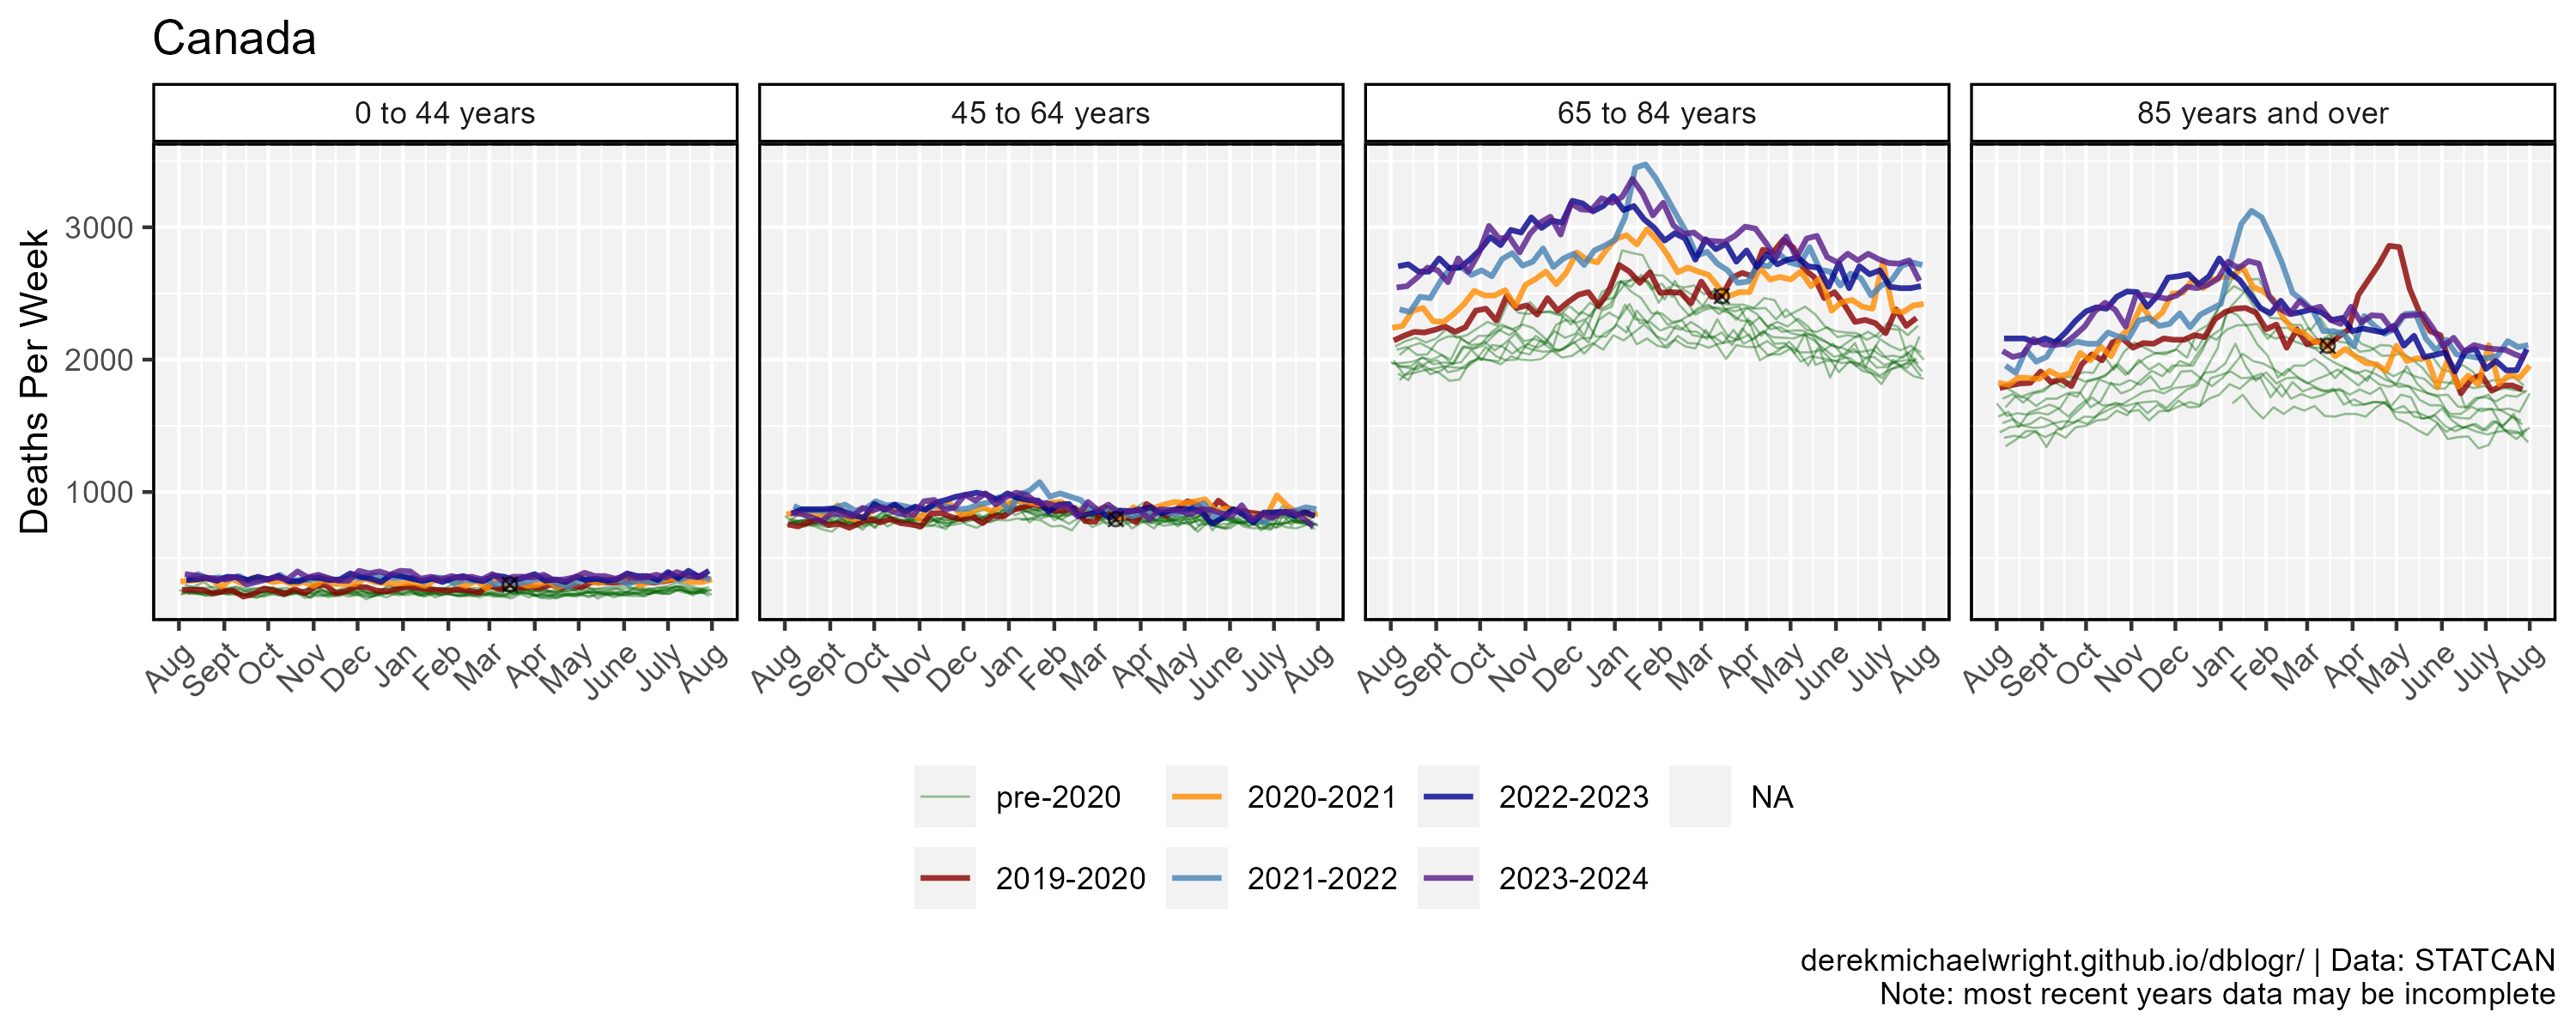 Canada
0 to 44 years
45 to 64 years
65 to 84 years
85 years and over
Deaths Per Week
3000
2000
1000
Aug Sept Oct Nov Dec Jan Feb Mar Apr May June July Aug
Aug Sept Oct Nov Dec Jan Feb Mar Apr May June July Aug
Aug Sept Oct Nov Dec Jan Feb Mar Apr May June July Aug
Aug Sept Oct Nov Dec Jan Feb Mar Apr May June July Aug
pre-2020 2020-2021 2022-2023 NA
2019-2020 2021-2022 2023-2024
derekmichaelwright.github.io/dblogr/ | Data: STATCAN
Note: most recent years data may be incomplete